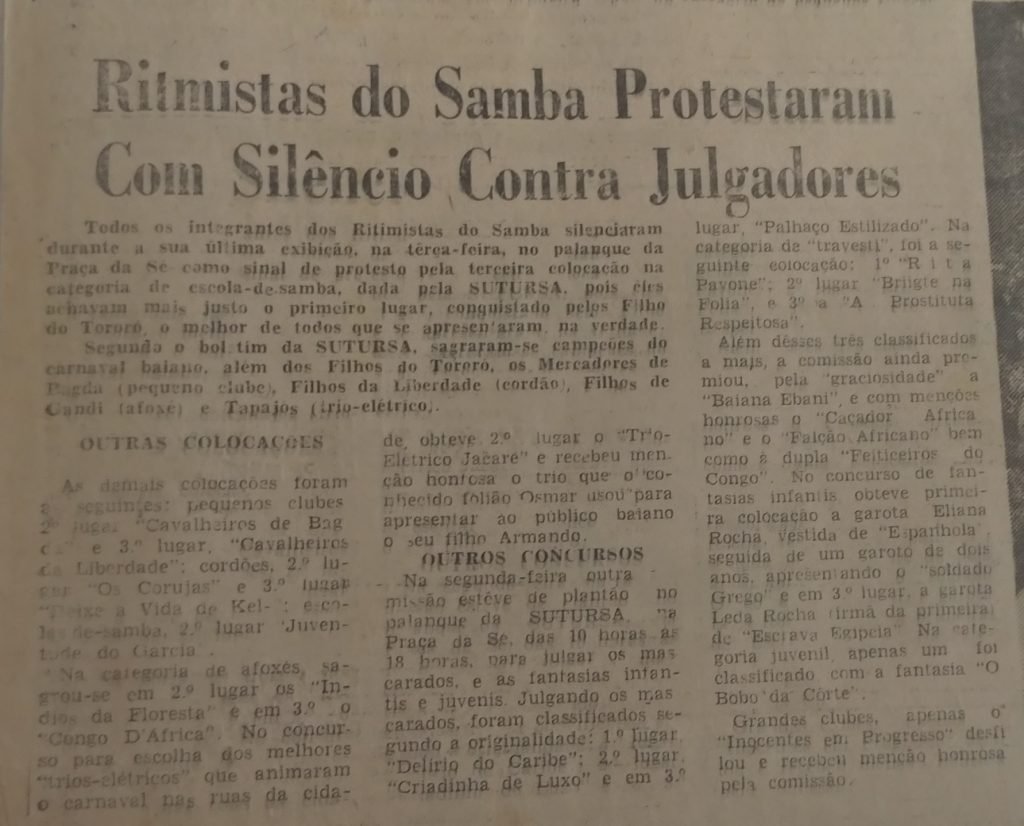 Ritmistas do Samba Protestaram
Com Silêncio Contra Julgadores
Todos os integrantes dos Ritimistas do Samba silenciaram
durante a sua última exibição, na têrça-feira, no palanque da
Praça da Sé como sinal de protesto pela terceira colocação na
categoria de escola-de-samba, dada pela SUTURSA, pois eles
achavam mais justo o primeiro lugar, conquistado pelos Filho
do Tororó, o melhor de todos que se apresentaram, na verdade.
Segundo o boletim da SUTURSA, sagraram-se campeões do
carnaval baiano, além dos Filhos do Tororó, os Mercadores de
Bagdá (pequeno clube), Filhos da Liberdade (cordão), Filhos de
Gandi (afoxé) e Tapajós (trio-elétrico).
OUTRAS COLOCAÇÕES
As demais colocações foram
seguintes: pequenos clubes
2º lugar "Cavalheiros de Bag
e 3.º lugar, "Cavalheiros
da Liberdade"; cordões, 2.º lu-
gar "Os Corujas" e 3.º lugar
"Deixe a Vida de Kel-"; esco-
la-de-samba, 2.º lugar "Juven-
tude do Garcia".
Na categoria de afoxés, sa-
grou-se em 2.º lugar os "In-
dios da Floresta" e em 3.º o
"Congo D'Africa". No concur-
so para escolha dos melhores
"trios-elétricos" que animaram
o carnaval nas ruas da cida-
de, obteve 2.º lugar o "Trio-
Elétrico Jacaré" e recebeu men-
ção honrosa o trio que o co-
nhecido folião Osmar usou para
apresentar ao público baiano
o seu filho Armando.
OUTROS CONCURSOS
Na segunda-feira outra
missão estêve de plantão no
palanque da SUTURSA, na
Praça da Sé, das 10 horas às
18 horas, para julgar os mas
carados, e as fantasias infan-
tis e juvenis. Julgando os mas
carados, foram classificados se-
gundo a originalidade: 1.º lugar,
"Delírio do Caribe"; 2.º lugar,
"Criadinha de Luxo" e em 3.º
lugar, "Palhaço Estilizado". Na
categoria de "travesti", foi a se-
guinte colocação: 1º "Rita
Pavone"; 2º lugar "Brigite na
Folia", e 3º a "A Prostituta
Respeitosa".
Além dêsses três classificados
a mais, a comissão ainda pre-
miou, pela "graciosidade" a
"Baiana Ebani", e com menções
honrosas o "Caçador Africa
no" e o "Falcão Africano" bem
como à dupla "Feiticeiros do
Congo". No concurso de fan-
tasias infantis obteve primei-
ra colocação a garota Eliana
Rocha, vestida de "Espanhola",
seguida de um garoto de dois
anos, apresentando o "soldado
Grego" e em 3.º lugar, a garota
Leda Rocha (irmã da primeira)
de "Escrava Egipcia" Na cate-
goria juvenil, apenas um foi
classificado com a fantasia "O
Bobo da Côrte".
Grandes clubes, apenas o
"Inocentes em Progresso" desfi
lou e recebeu menção honrosa
pela comissão.